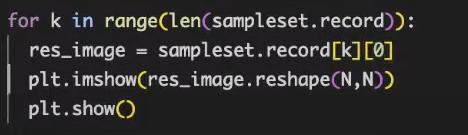 for k in range(len(sampleset.record)):
  res_image = sampleset.record[k][0]
  plt.imshow(res_image.reshape(N,N))
  plt.show()